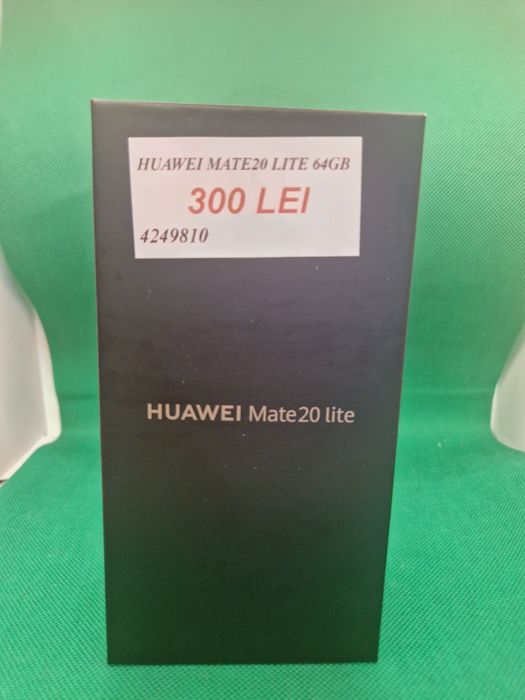 HUAWEI MATE20 LITE 64GB
300 LEI
4249810
HUAWEI Mate20 lite